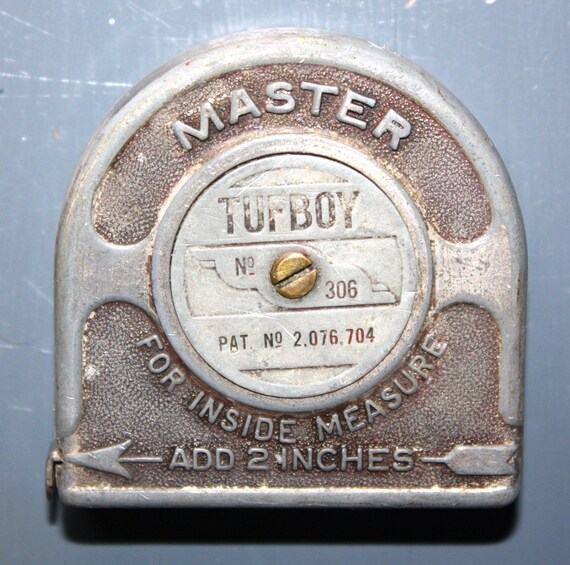 MASTER
TUFBOY
Nº 306
PAT. Nº 2,076,704
FOR INSIDE MEASURE
ADD 2 INCHES